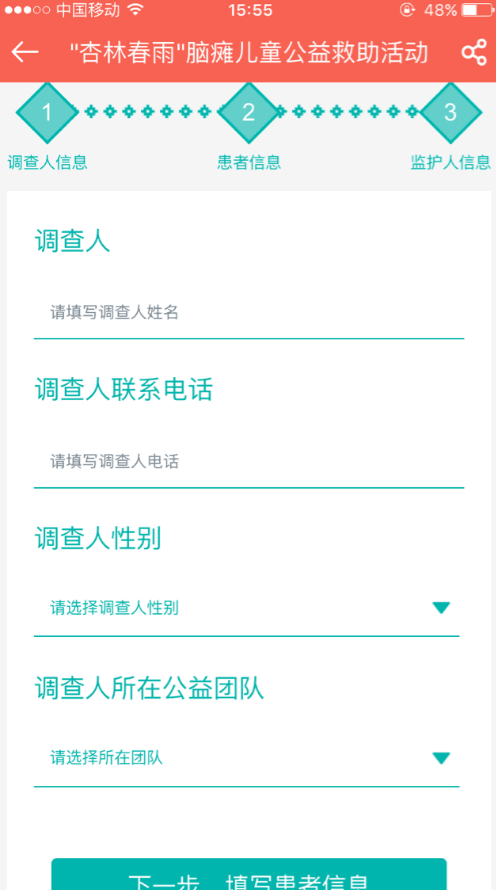 中国移动 15:55 48%
"杏林春雨"脑瘫儿童公益救助活动
1 2 3
调查人信息 患者信息 监护人信息
调查人
请填写调查人姓名
调查人联系电话
请填写调查人电话
调查人性别
请选择调查人性别
调查人所在公益团队
请选择所在团队
下一步，填写患者信息